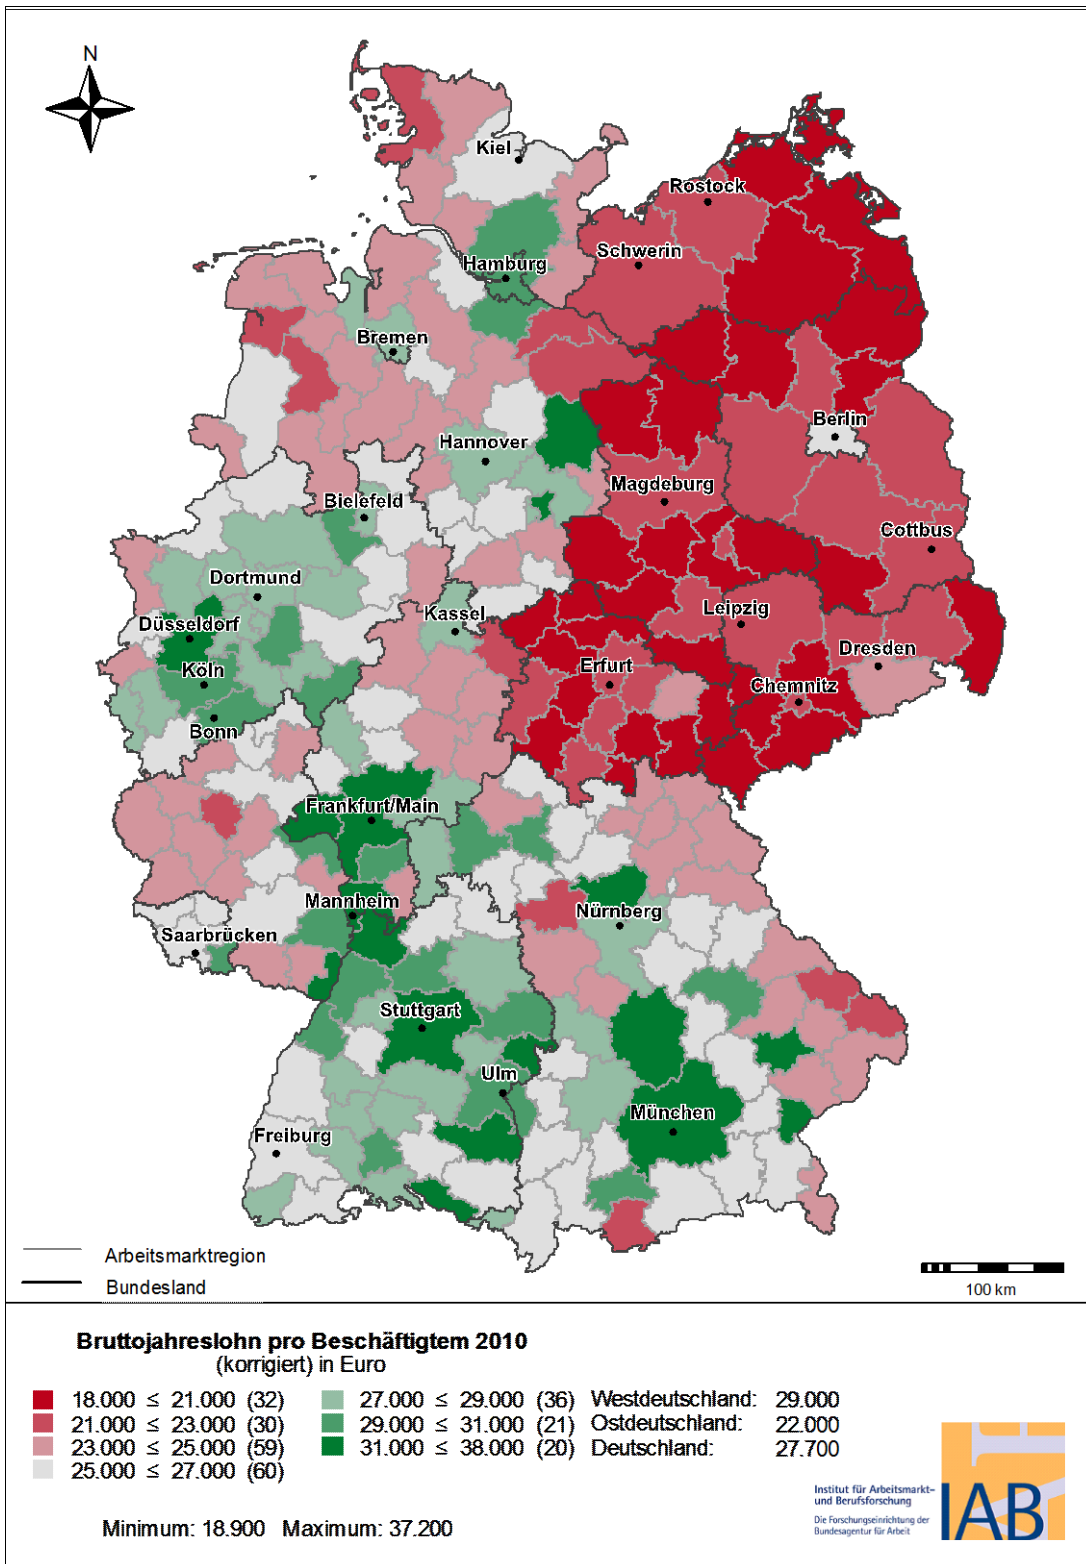 N
Kiel
Rostock
Schwerin
Hamburg
Bremen
Berlin
Hannover
Magdeburg
Bielefeld
Cottbus
Dortmund
Kassel
Leipzig
Düsseldorf
Dresden
Köln
Erfurt
Chemnitz
Bonn
Frankfurt/Main
Mannheim
Nürnberg
Saarbrücken
Stuttgart
Ulm
München
Freiburg
Arbeitsmarktregion
Bundesland
100 km
Bruttojahreslohn pro Beschäftigtem 2010
(korrigiert) in Euro
18.000 ≤ 21.000 (32) 27.000 ≤ 29.000 (36) Westdeutschland: 29.000
21.000 ≤ 23.000 (30) 29.000 ≤ 31.000 (21) Ostdeutschland: 22.000
23.000 ≤ 25.000 (59) 31.000 ≤ 38.000 (20) Deutschland: 27.700
25.000 ≤ 27.000 (60)
Minimum: 18.900 Maximum: 37.200
Institut für Arbeitsmarkt-
und Berufsforschung
Die Forschungseinrichtung der
Bundesagentur für Arbeit
IAB